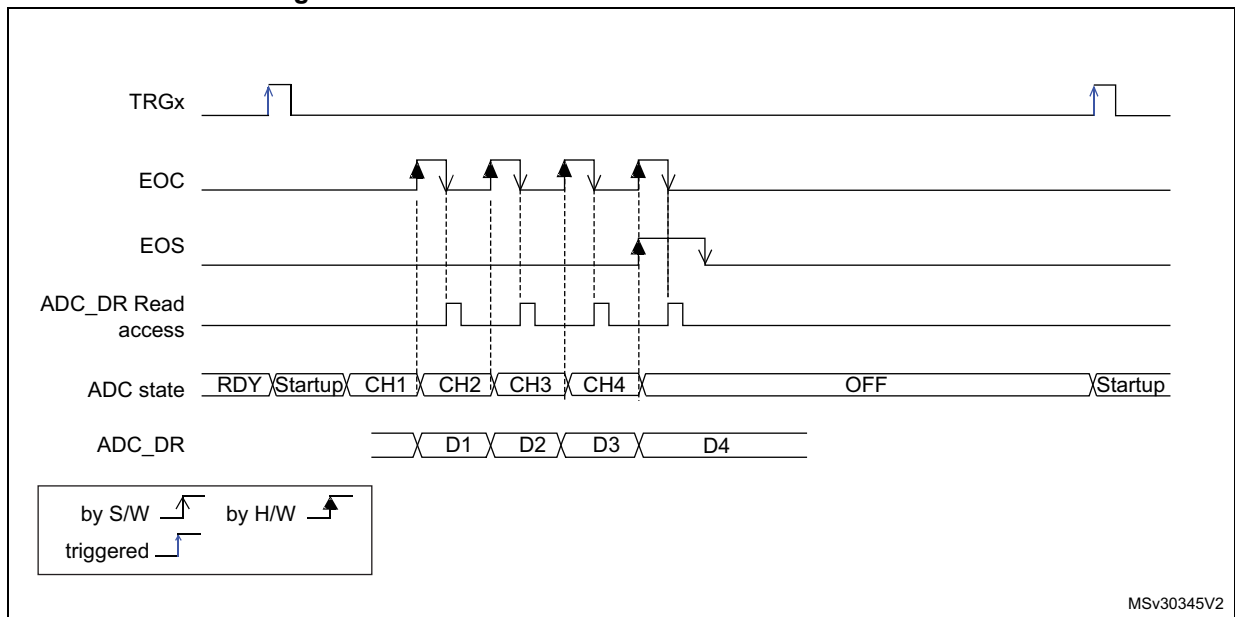 TRGx
EOC
EOS
ADC_DR Read
access
ADC state RDY Startup CH1 CH2 CH3 CH4 OFF Startup
ADC_DR D1 D2 D3 D4
by S/W by H/W
triggered
MSv30345V2